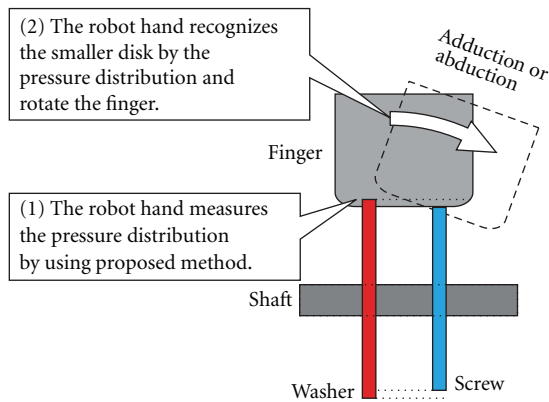 (2) The robot hand recognizes
the smaller disk by the
pressure distribution and
rotate the finger.
Adduction or
abduction
Finger
(1) The robot hand measures
the pressure distribution
by using proposed method.
Shaft
Washer
Screw